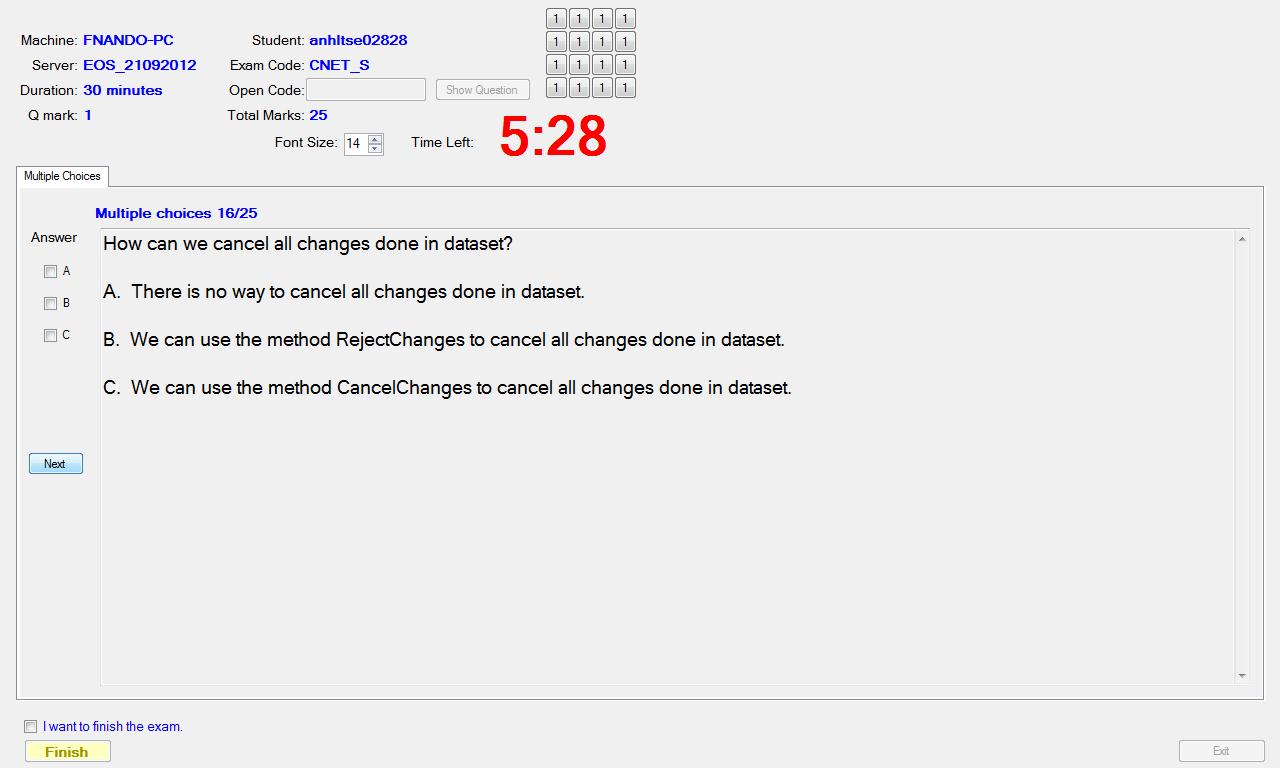 Machine: FNANDO-PC Student: anhltse02828 1 1 1 1
Server: EOS_21092012 Exam Code: CNET_S 1 1 1 1
Duration: 30 minutes Open Code: Show Question 1 1 1 1
Q mark: 1 Total Marks: 25 1 1 1 1
Font Size: 14 Time Left: 5:28
Multiple Choices
Multiple choices 16/25
Answer
How can we cancel all changes done in dataset?
A
A. There is no way to cancel all changes done in dataset.
B
B. We can use the method RejectChanges to cancel all changes done in dataset.
C
C. We can use the method CancelChanges to cancel all changes done in dataset.
Next
I want to finish the exam.
Finish
Exit